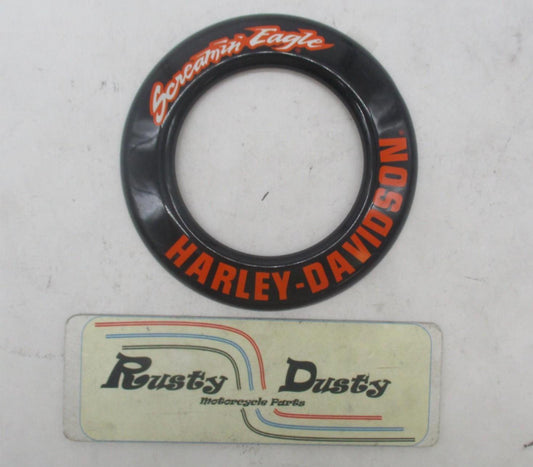 Screamin' Eagle
HARLEY-DAVIDSON
Rusty Dusty
Motorcycle Parts